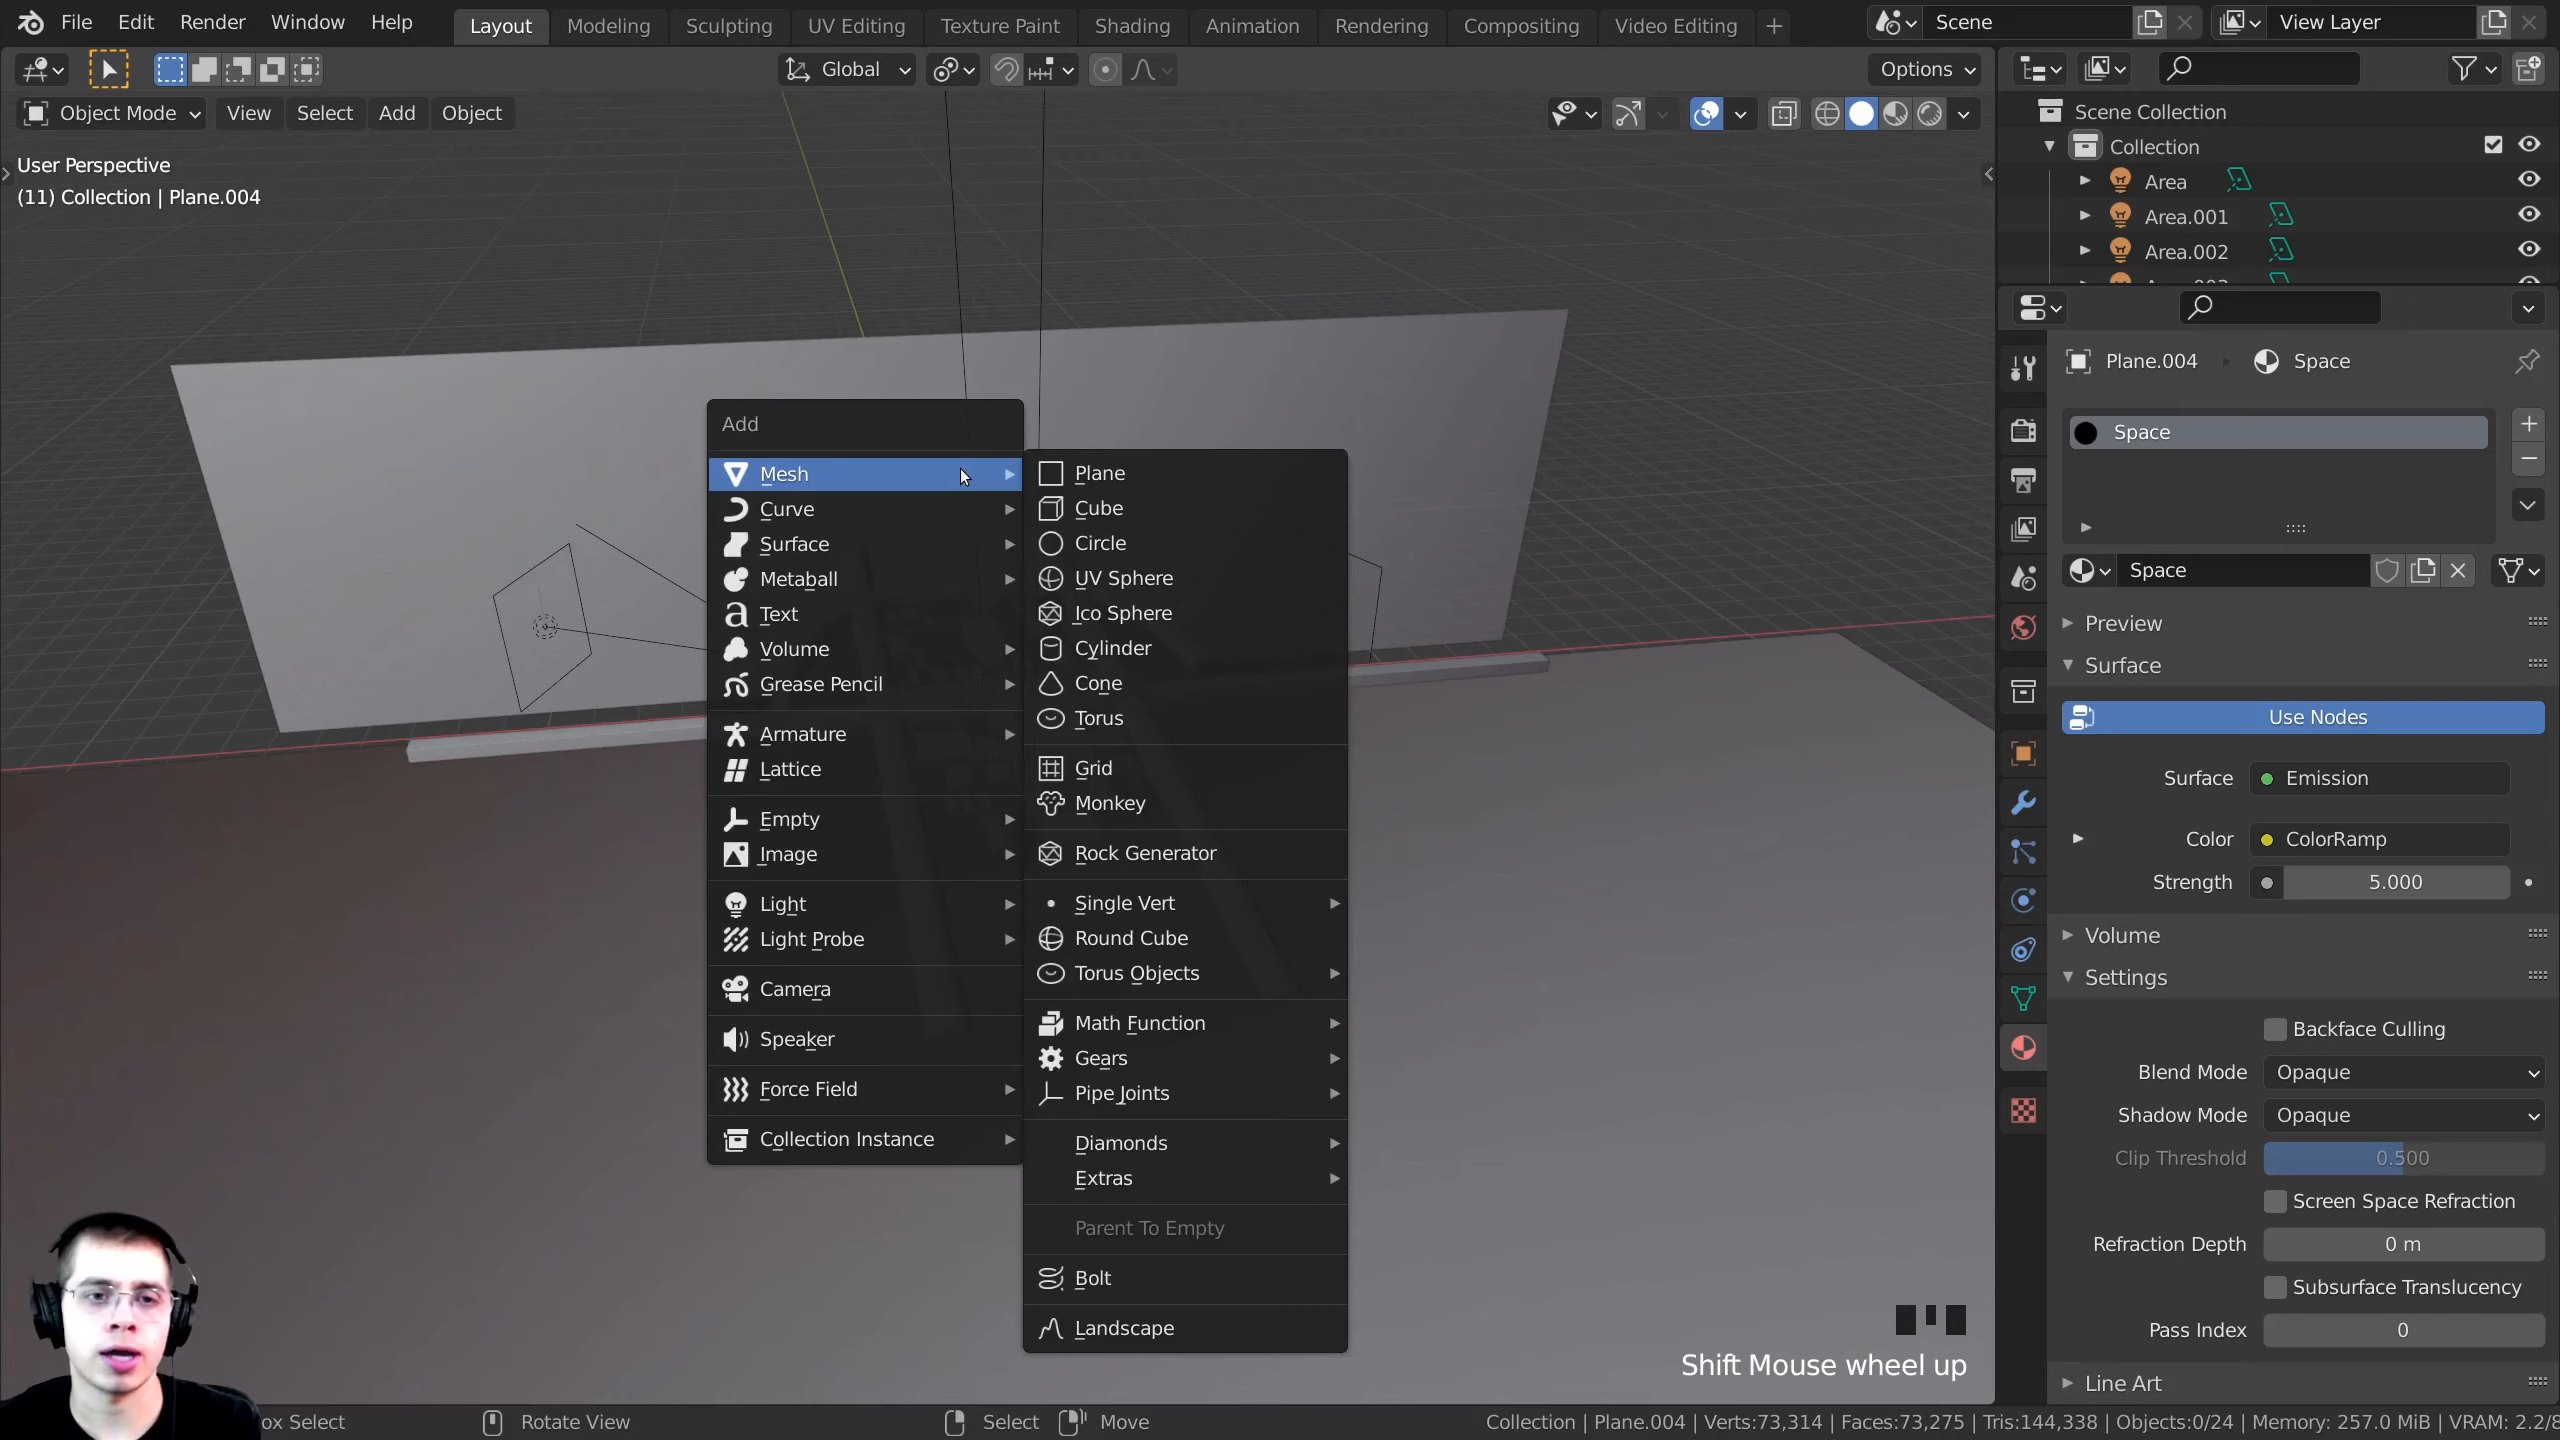 File Edit Render Window Help
Layout Modeling Sculpting UV Editing Texture Paint Shading Animation Rendering Compositing Video Editing +
Scene
View Layer
Global
Options
Object Mode View Select Add Object
User Perspective
(11) Collection | Plane.004
Add
Mesh
Curve
Surface
Metaball
Text
Volume
Grease Pencil
Armature
Lattice
Empty
Image
Light
Light Probe
Camera
Speaker
Force Field
Collection Instance
Plane
Cube
Circle
UV Sphere
Ico Sphere
Cylinder
Cone
Torus
Grid
Monkey
Rock Generator
Single Vert
Round Cube
Torus Objects
Math Function
Gears
Pipe Joints
Diamonds
Extras
Parent To Empty
Bolt
Landscape
Shift Mouse wheel up
Scene Collection
Collection
Area
Area.001
Area.002
Plane.004 Space
Space
Space
Preview
Surface
Use Nodes
Surface Emission
Color ColorRamp
Strength 5.000
Volume
Settings
Backface Culling
Blend Mode Opaque
Shadow Mode Opaque
Clip Threshold 0.500
Screen Space Refraction
Refraction Depth 0 m
Subsurface Translucency
Pass Index 0
Line Art
ox Select Rotate View Select Move Collection | Plane.004 | Verts:73,314 | Faces:73,275 | Tris:144,338 | Objects:0/24 | Memory: 257.0 MiB | VRAM: 2.2/8